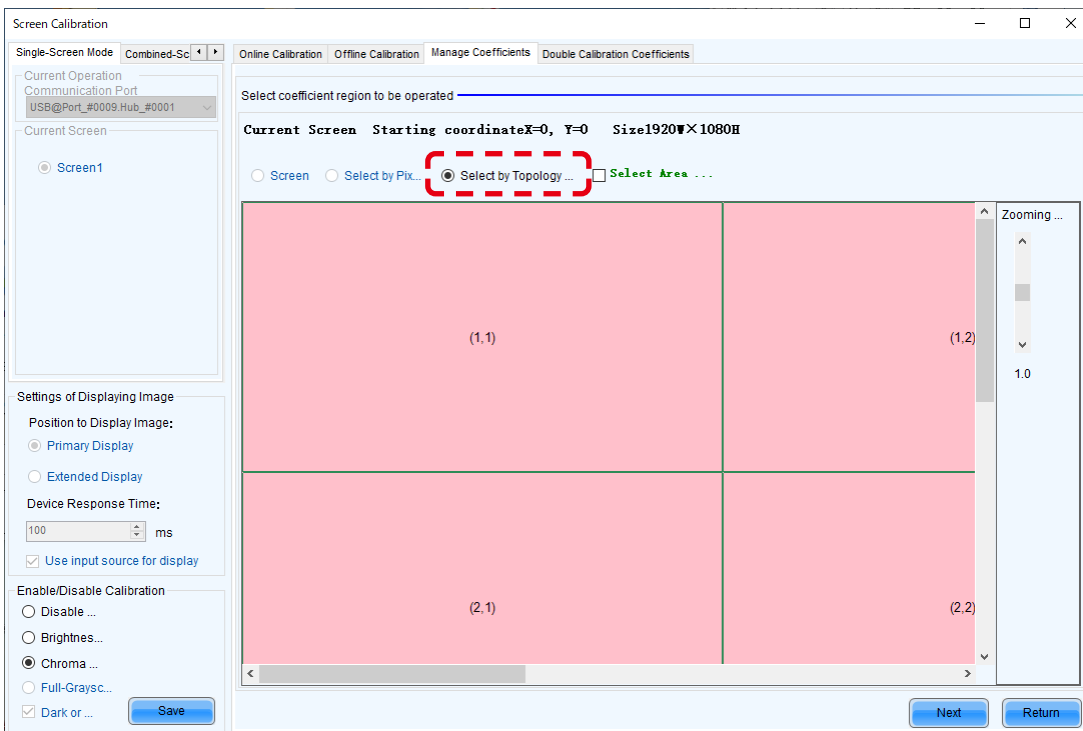 Screen Calibration
Single-Screen Mode Combined-Sc
Current Operation
Communication Port
USB@Port_#0009.Hub_#0001
Current Screen
Screen1
Settings of Displaying Image
Position to Display Image:
Primary Display
Extended Display
Device Response Time:
100 ms
Use input source for display
Enable/Disable Calibration
Disable ...
Brightnes...
Chroma ...
Full-Graysc...
Dark or ... Save
Online Calibration Offline Calibration Manage Coefficients Double Calibration Coefficients
Select coefficient region to be operated
Current Screen Starting coordinateX=0, Y=0 Size1920W×1080H
Screen Select by Pix... Select by Topology ... Select Area ...
(1,1) (1,2)
(2,1) (2,2)
Zooming ...
1.0
Next Return